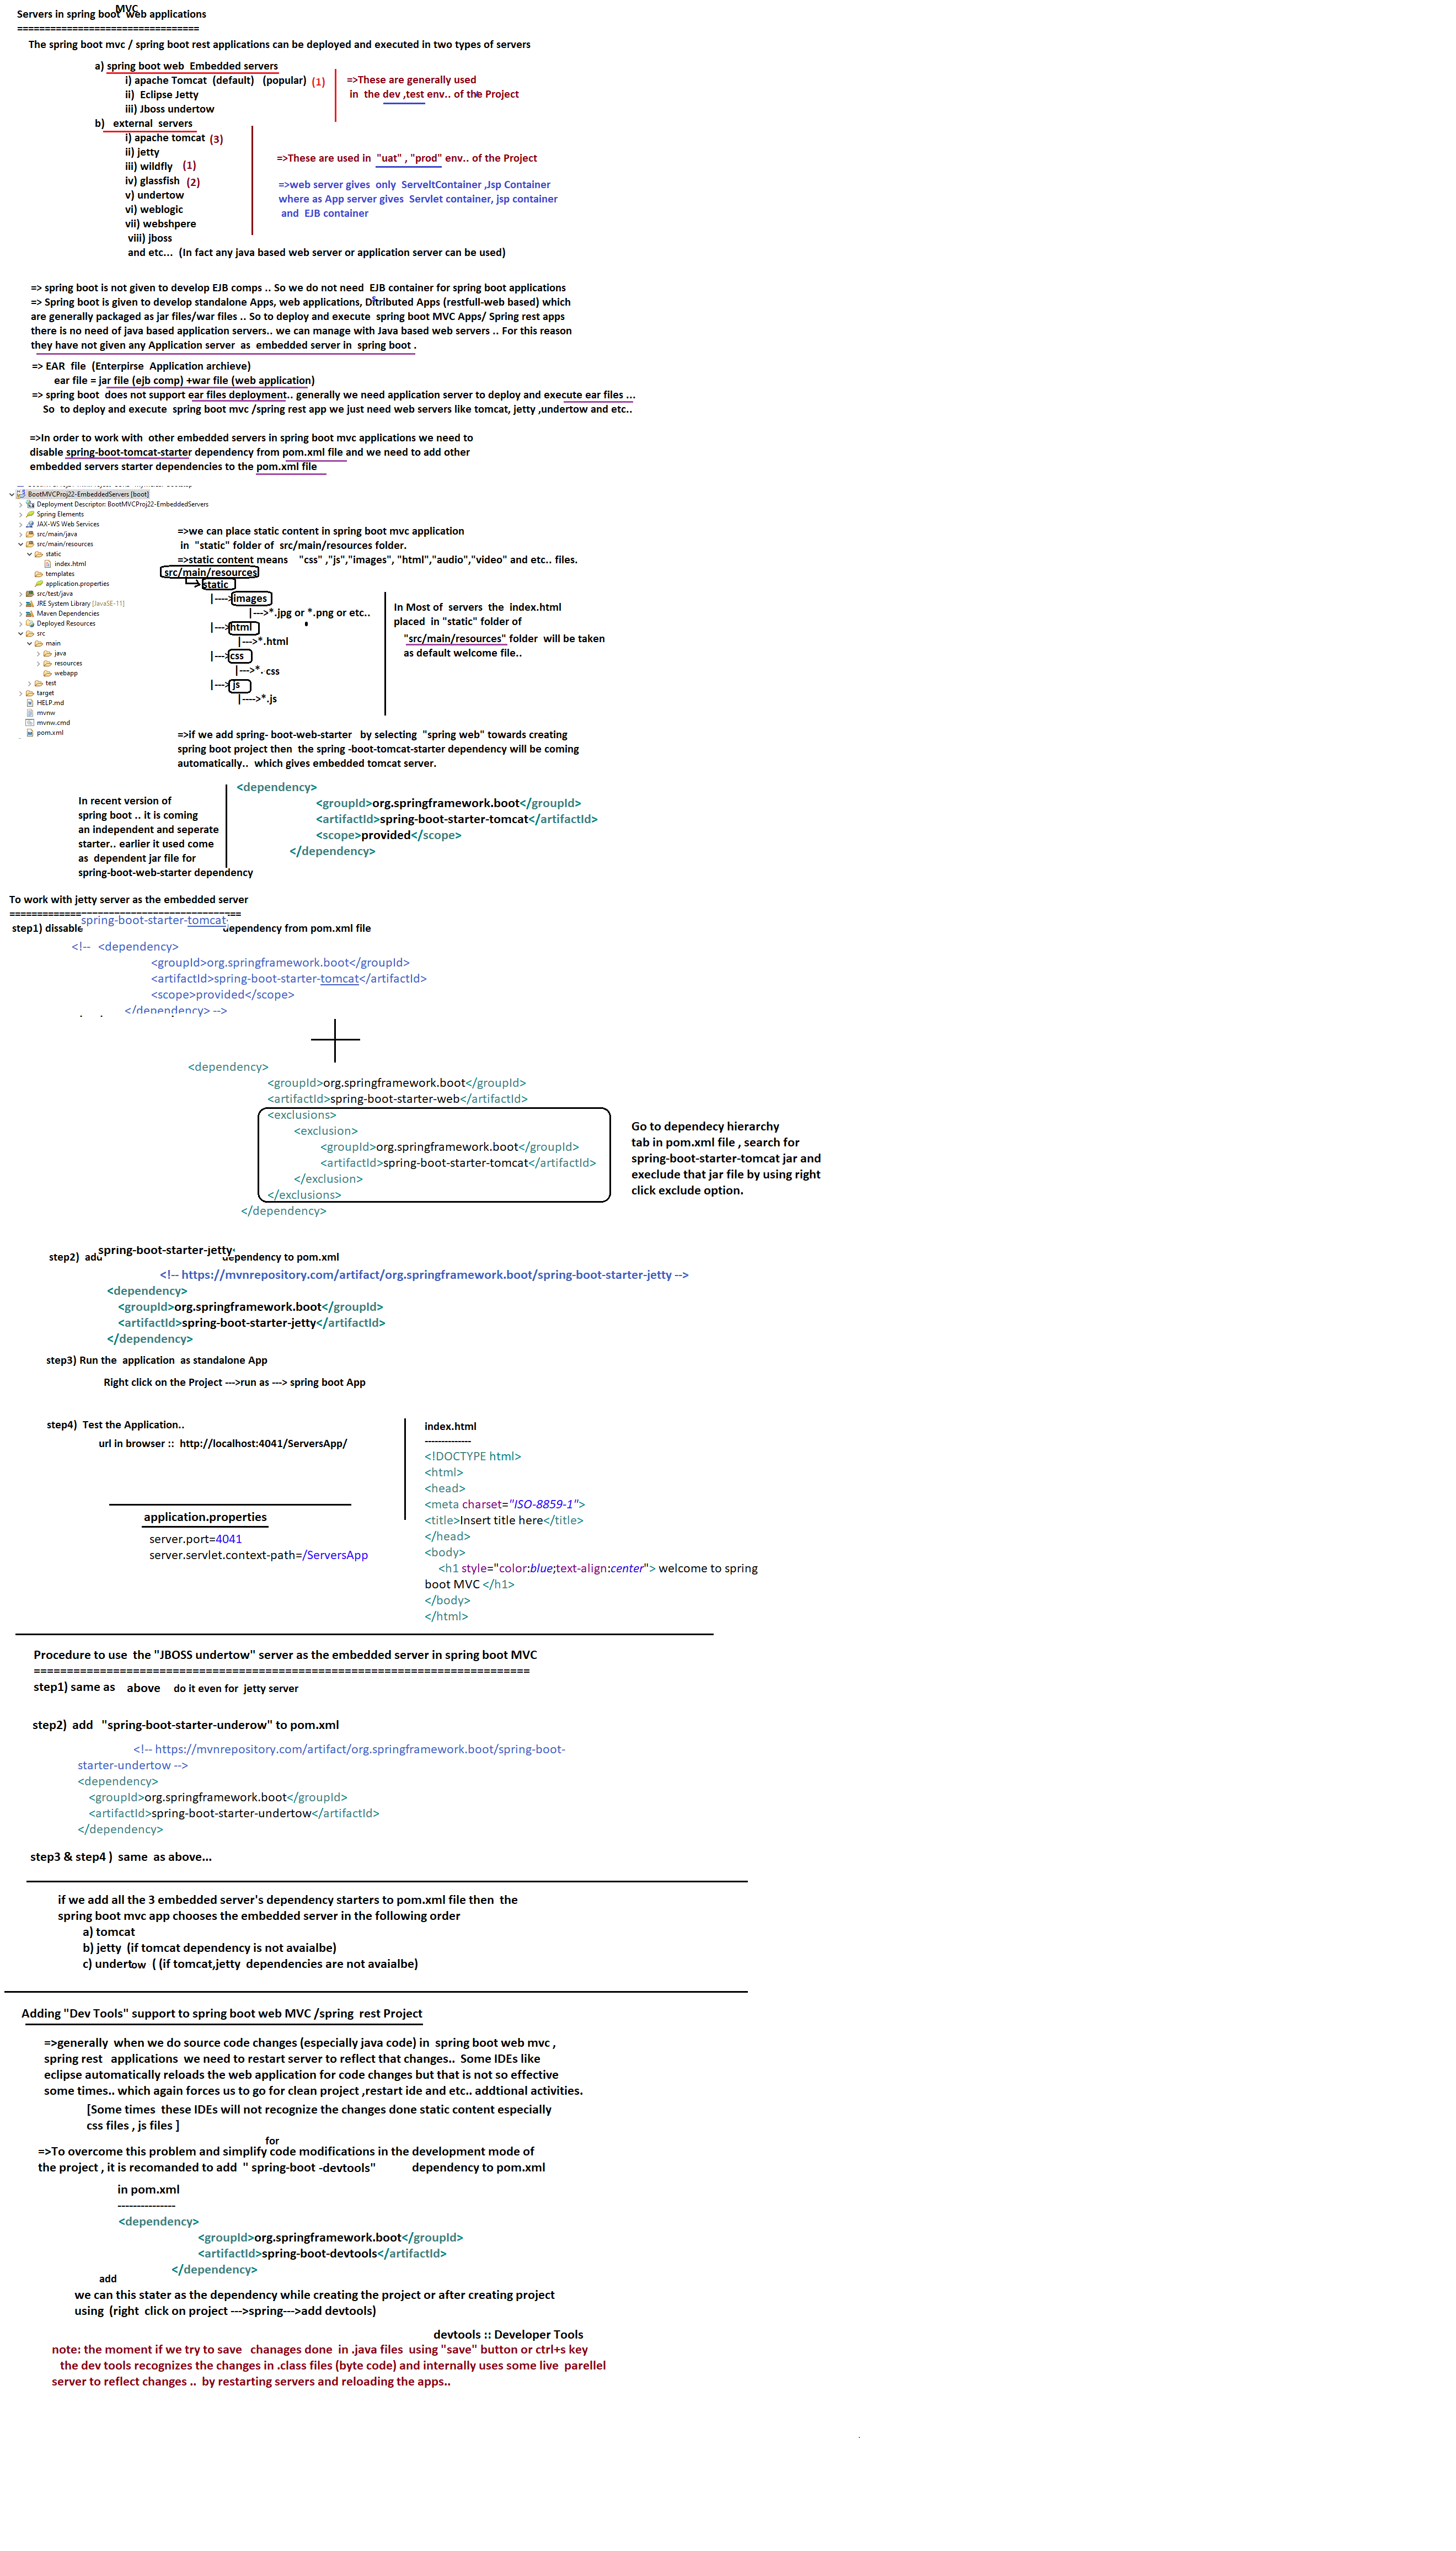 MVC
Servers in spring boot web applications
=================================
The spring boot mvc / spring boot rest applications can be deployed and executed in two types of servers
a) spring boot web Embedded servers
i) apache Tomcat (default) (popular) (1)
ii) Eclipse Jetty
iii) Jboss undertow
=>These are generally used
in the dev ,test env.. of the Project
b) external servers
i) apache tomcat (3)
ii) jetty
iii) wildfly (1)
iv) glassfish (2)
v) undertow
vi) weblogic
vii) webshpere
viii) jboss
and etc... (In fact any java based web server or application server can be used)
=>These are used in "uat" , "prod" env.. of the Project
=>web server gives only ServeltContainer ,Jsp Container
where as App server gives Servlet container, jsp container
and EJB container
=> spring boot is not given to develop EJB comps .. So we do not need EJB container for spring boot applications
=> Spring boot is given to develop standalone Apps, web applications, Ditributed Apps (restfull-web based) which
s
are generally packaged as jar files/war files .. So to deploy and execute spring boot MVC Apps/ Spring rest apps
there is no need of java based application servers.. we can manage with Java based web servers .. For this reason
they have not given any Application server as embedded server in spring boot .
=> EAR file (Enterpirse Application archieve)
ear file = jar file (ejb comp) +war file (web application)
=> spring boot does not support ear files deployment.. generally we need application server to deploy and execute ear files ...
So to deploy and execute spring boot mvc /spring rest app we just need web servers like tomcat, jetty ,undertow and etc..
=>In order to work with other embedded servers in spring boot mvc applications we need to
disable spring-boot-tomcat-starter dependency from pom.xml file and we need to add other
embedded servers starter dependencies to the pom.xml file
BootMVCProj22-EmbeddedServers [boot]
Deployment Descriptor: BootMVCProj22-EmbeddedServers
Spring Elements
JAX-WS Web Services
src/main/java
src/main/resources
static
index.html
templates
application.properties
src/test/java
JRE System Library [JavaSE-11]
Maven Dependencies
Deployed Resources
src
main
java
resources
webapp
test
target
HELP.md
mvnw
mvnw.cmd
pom.xml
=>we can place static content in spring boot mvc application
in "static" folder of src/main/resources folder.
=>static content means "css" ,"js","images", "html","audio","video" and etc.. files.
src/main/resources
static
|---->images
|--->*.jpg or *.png or etc..
|--->html
|--->*.html
|--->css
|--->*. css
|--->js
|---->*.js
In Most of servers the index.html
placed in "static" folder of
"src/main/resources" folder will be taken
as default welcome file..
=>if we add spring- boot-web-starter by selecting "spring web" towards creating
spring boot project then the spring -boot-tomcat-starter dependency will be coming
automatically.. which gives embedded tomcat server.
In recent version of
spring boot .. it is coming
an independent and seperate
starter.. earlier it used come
as dependent jar file for
spring-boot-web-starter dependency
<dependency>
<groupId>org.springframework.boot</groupId>
<artifactId>spring-boot-starter-tomcat</artifactId>
<scope>provided</scope>
</dependency>
To work with jetty server as the embedded server
==========================================
step1) dissable spring-boot-starter-tomcat dependency from pom.xml file
<!-- <dependency>
<groupId>org.springframework.boot</groupId>
<artifactId>spring-boot-starter-tomcat</artifactId>
<scope>provided</scope>
</dependency> -->
<dependency>
<groupId>org.springframework.boot</groupId>
<artifactId>spring-boot-starter-web</artifactId>
<exclusions>
<exclusion>
<groupId>org.springframework.boot</groupId>
<artifactId>spring-boot-starter-tomcat</artifactId>
</exclusion>
</exclusions>
</dependency>
Go to dependecy hierarchy
tab in pom.xml file , search for
spring-boot-starter-tomcat jar and
execlude that jar file by using right
click exclude option.
step2) add spring-boot-starter-jetty dependency to pom.xml
<!-- https://mvnrepository.com/artifact/org.springframework.boot/spring-boot-starter-jetty -->
<dependency>
<groupId>org.springframework.boot</groupId>
<artifactId>spring-boot-starter-jetty</artifactId>
</dependency>
step3) Run the application as standalone App
Right click on the Project --->run as ---> spring boot App
step4) Test the Application..
url in browser :: http://localhost:4041/ServersApp/
application.properties
server.port=4041
server.servlet.context-path=/ServersApp
index.html
--------------
<!DOCTYPE html>
<html>
<head>
<meta charset="ISO-8859-1">
<title>Insert title here</title>
</head>
<body>
<h1 style="color:blue;text-align:center"> welcome to spring
boot MVC </h1>
</body>
</html>
Procedure to use the "JBOSS undertow" server as the embedded server in spring boot MVC
===========================================================================
step1) same as above do it even for jetty server
step2) add "spring-boot-starter-underow" to pom.xml
<!-- https://mvnrepository.com/artifact/org.springframework.boot/spring-boot-
starter-undertow -->
<dependency>
<groupId>org.springframework.boot</groupId>
<artifactId>spring-boot-starter-undertow</artifactId>
</dependency>
step3 & step4 ) same as above...
if we add all the 3 embedded server's dependency starters to pom.xml file then the
spring boot mvc app chooses the embedded server in the following order
a) tomcat
b) jetty (if tomcat dependency is not avaialbe)
c) undertow ( (if tomcat,jetty dependencies are not avaialbe)
Adding "Dev Tools" support to spring boot web MVC /spring rest Project
=>generally when we do source code changes (especially java code) in spring boot web mvc ,
spring rest applications we need to restart server to reflect that changes.. Some IDEs like
eclipse automatically reloads the web application for code changes but that is not so effective
some times.. which again forces us to go for clean project ,restart ide and etc.. addtional activities.
[Some times these IDEs will not recognize the changes done static content especially
css files , js files ]
for
=>To overcome this problem and simplify code modifications in the development mode of
the project , it is recomanded to add " spring-boot -devtools" dependency to pom.xml
in pom.xml
---------------
<dependency>
<groupId>org.springframework.boot</groupId>
<artifactId>spring-boot-devtools</artifactId>
</dependency>
add
we can this stater as the dependency while creating the project or after creating project
using (right click on project --->spring--->add devtools)
devtools :: Developer Tools
note: the moment if we try to save chanages done in .java files using "save" button or ctrl+s key
the dev tools recognizes the changes in .class files (byte code) and internally uses some live parellel
server to reflect changes .. by restarting servers and reloading the apps..